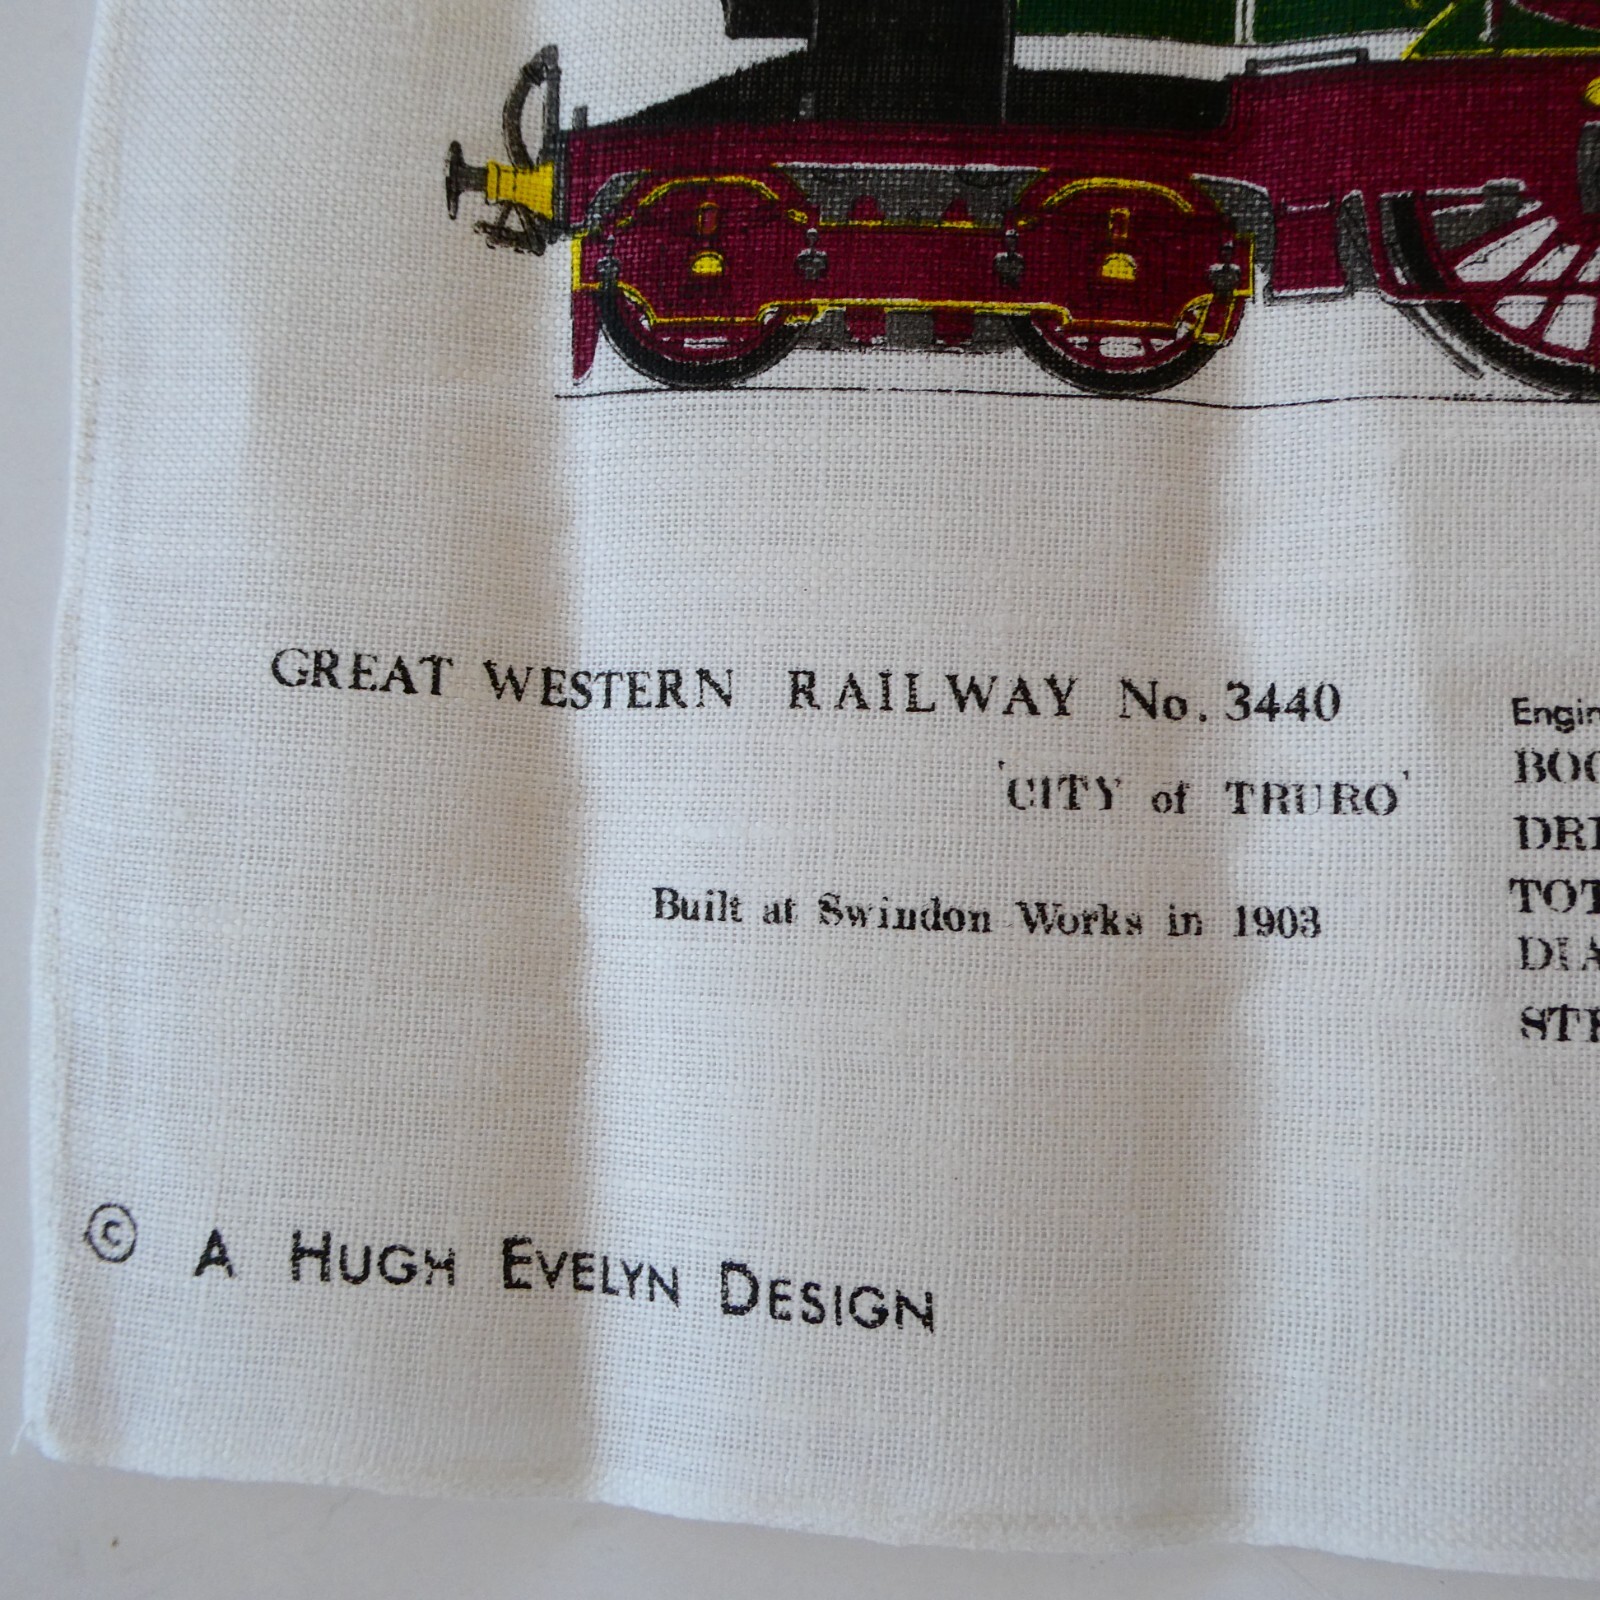 GREAT WESTERN RAILWAY No. 3440
'CITY of TRURO'
Built at Swindon Works in 1903
© A HUGH EVELYN DESIGN